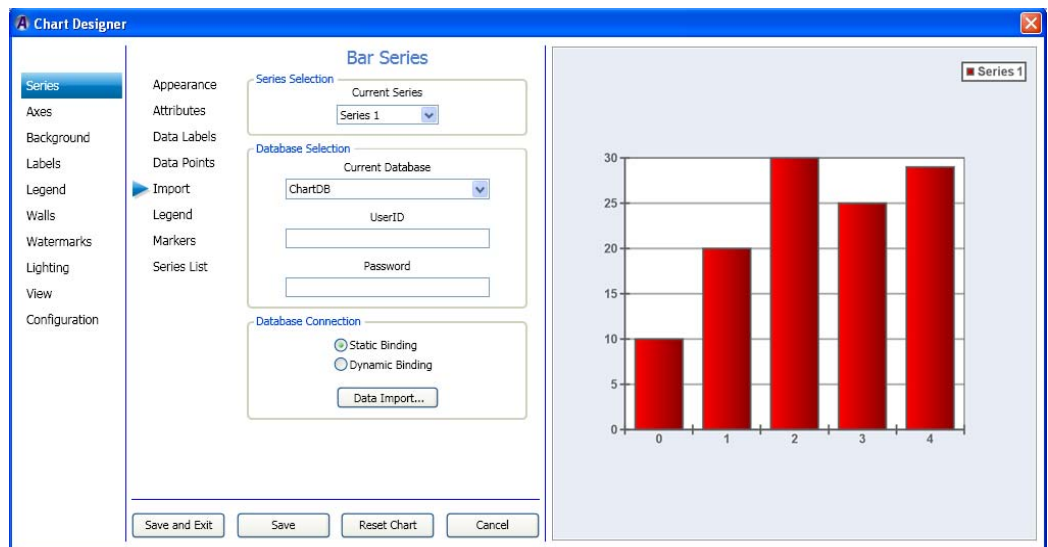 Chart Designer
Series
Axes
Background
Labels
Legend
Walls
Watermarks
Lighting
View
Configuration
Appearance
Attributes
Data Labels
Data Points
Import
Legend
Markers
Series List
Bar Series
Series Selection
Current Series
Series 1
Database Selection
Current Database
ChartDB
UserID
Password
Database Connection
Static Binding
Dynamic Binding
Data Import...
Save and Exit
Save
Reset Chart
Cancel
Series 1
30
25
20
15
10
5
0
0 1 2 3 4